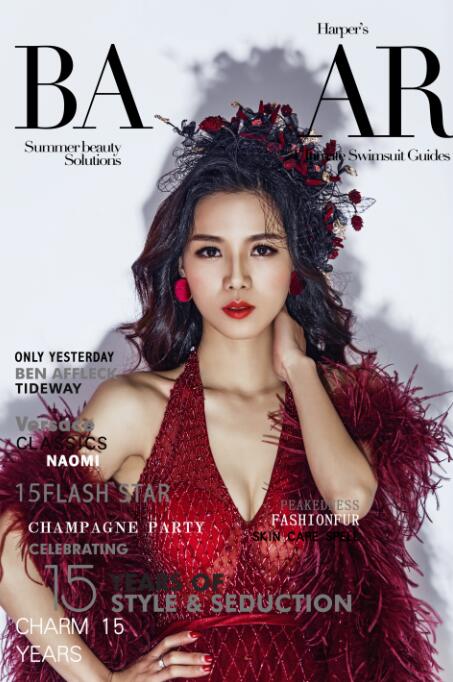 Harper's
BA AR
Summer beauty
Solutions
Swimsuit Guides
ONLY YESTERDAY
BEN AFFLECK
TIDEWAY
Versace
CLASSICS
NAOMI
15FLASH STAR
PEAKEDNESS
CHAMPAGNE PARTY
FASHIONFUR
SKIN CARE SPELL
CELEBRATING
15 YEARS OF
STYLE & SEDUCTION
CHARM 15
YEARS